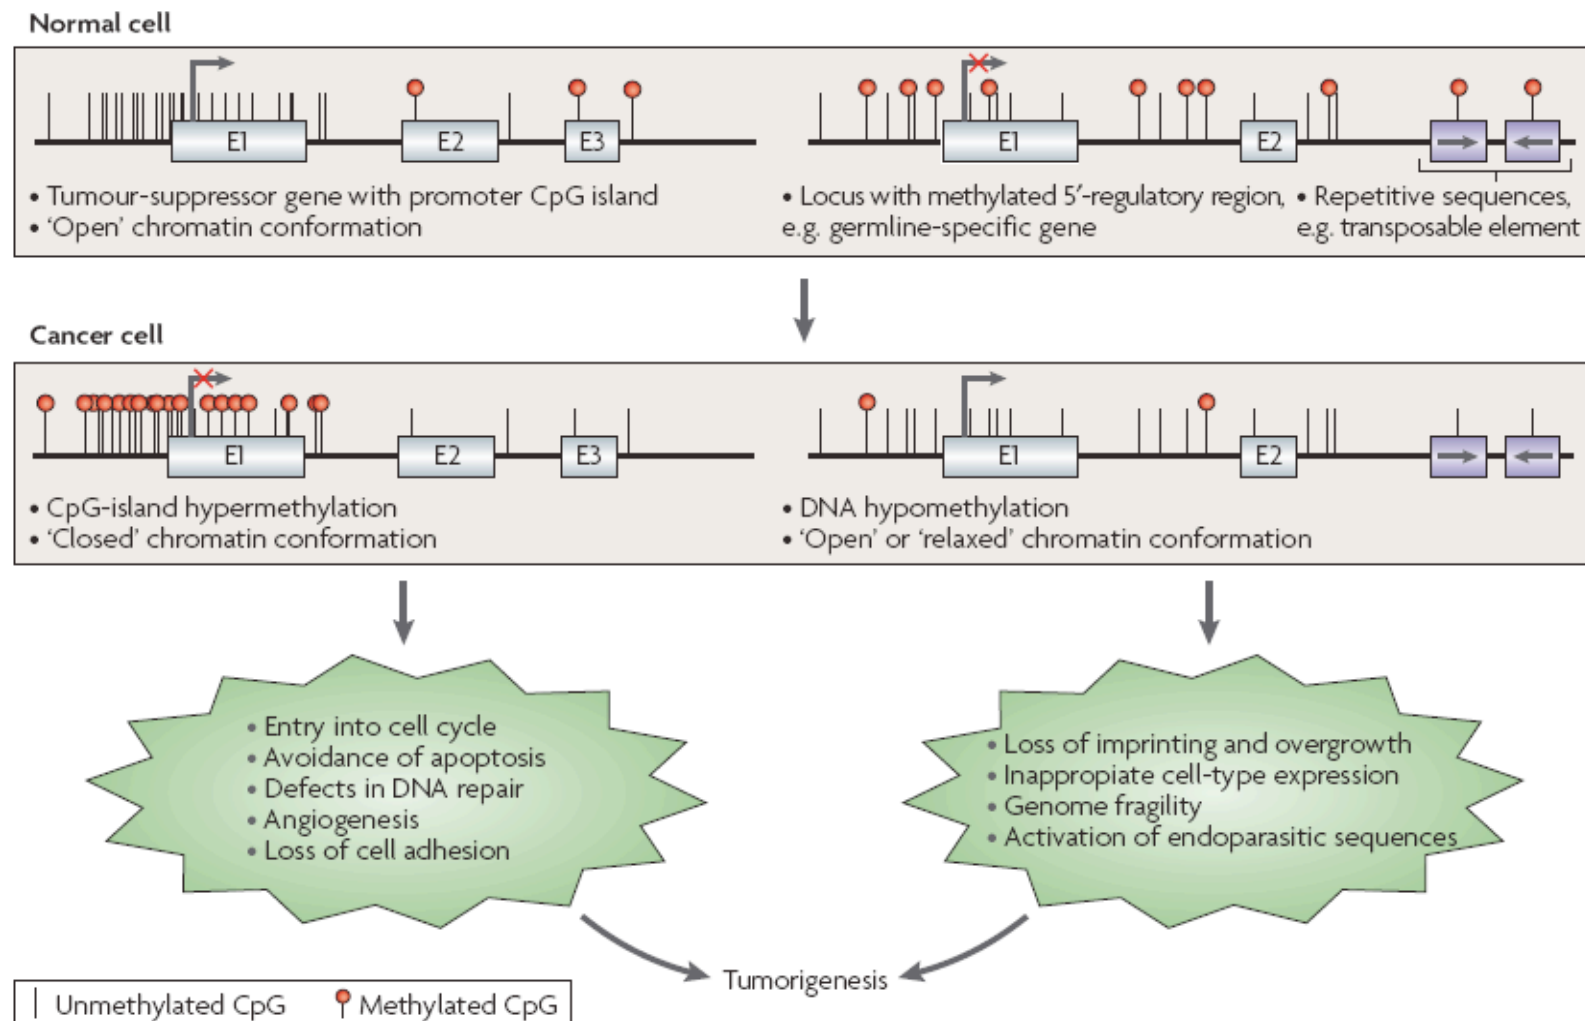 Normal cell
E1 E2 E3 E1 E2
• Tumour-suppressor gene with promoter CpG island
• ‘Open’ chromatin conformation
• Locus with methylated 5′-regulatory region,
e.g. germline-specific gene
• Repetitive sequences,
e.g. transposable element
Cancer cell
E1 E2 E3 E1 E2
• CpG-island hypermethylation
• ‘Closed’ chromatin conformation
• DNA hypomethylation
• ‘Open’ or ‘relaxed’ chromatin conformation
• Entry into cell cycle
• Avoidance of apoptosis
• Defects in DNA repair
• Angiogenesis
• Loss of cell adhesion
• Loss of imprinting and overgrowth
• Inappropiate cell-type expression
• Genome fragility
• Activation of endoparasitic sequences
Tumorigenesis
Unmethylated CpG Methylated CpG